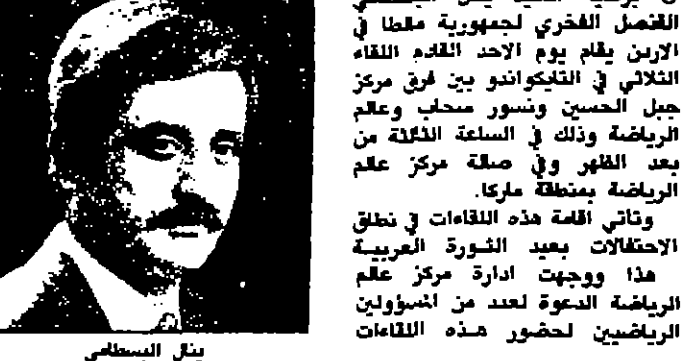 القنصل الفخري لجمهورية مالطا في
الاردن يقام يوم الاحد القادم اللقاء
الثلاثي في التايكواندو بين فرق مركز
جبل الحسين ونسور سحاب وعالم
الرياضة وذلك في الساعة الثالثة من
بعد الظهر وفي صالة مركز عالم
الرياضة بمنطقة ماركا.
وتاتي اقامة هذه اللقاءات في نطاق
الاحتفالات بعيد الثورة العربية
هذا ووجهت ادارة مركز عالم
الرياضة الدعوة لعدد من المسؤولين
الرياضيين لحضور هذه اللقاءات
ينال البسطامي